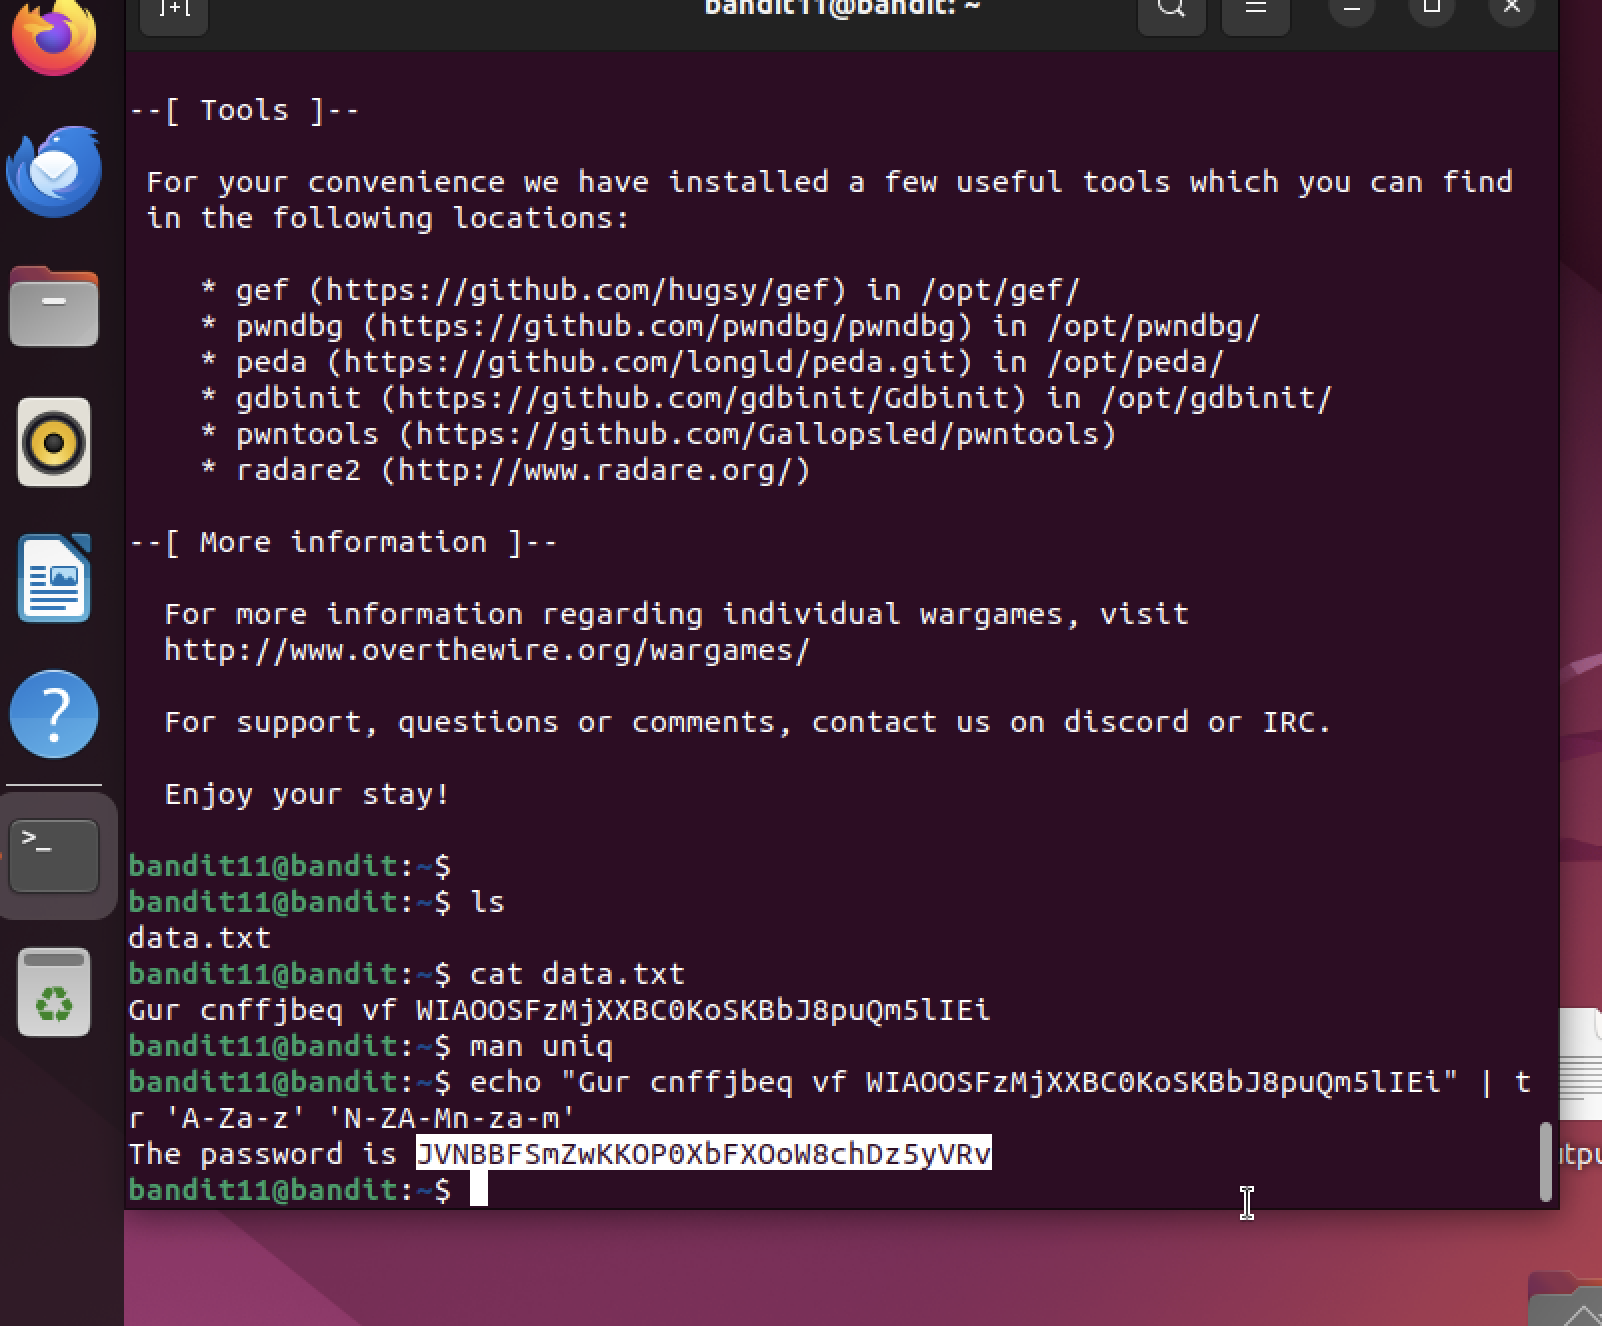 bandit11@bandit: ~
--[ Tools ]--
For your convenience we have installed a few useful tools which you can find
in the following locations:
* gef (https://github.com/hugsy/gef) in /opt/gef/
* pwndbg (https://github.com/pwndbg/pwndbg) in /opt/pwndbg/
* peda (https://github.com/longld/peda.git) in /opt/peda/
* gdbinit (https://github.com/gdbinit/Gdbinit) in /opt/gdbinit/
* pwntools (https://github.com/Gallopsled/pwntools)
* radare2 (http://www.radare.org/)
--[ More information ]--
For more information regarding individual wargames, visit
http://www.overthewire.org/wargames/
For support, questions or comments, contact us on discord or IRC.
Enjoy your stay!
bandit11@bandit:~$
bandit11@bandit:~$ ls
data.txt
bandit11@bandit:~$ cat data.txt
Gur cnffjbeq vf WIAOOSFzMjXXBC0KoSKBbJ8puQm5lIEi
bandit11@bandit:~$ man uniq
bandit11@bandit:~$ echo "Gur cnffjbeq vf WIAOOSFzMjXXBC0KoSKBbJ8puQm5lIEi" | t
r 'A-Za-z' 'N-ZA-Mn-za-m'
The password is JVNBBFSmZwKKOP0XbFXOoW8chDz5yVRv
bandit11@bandit:~$